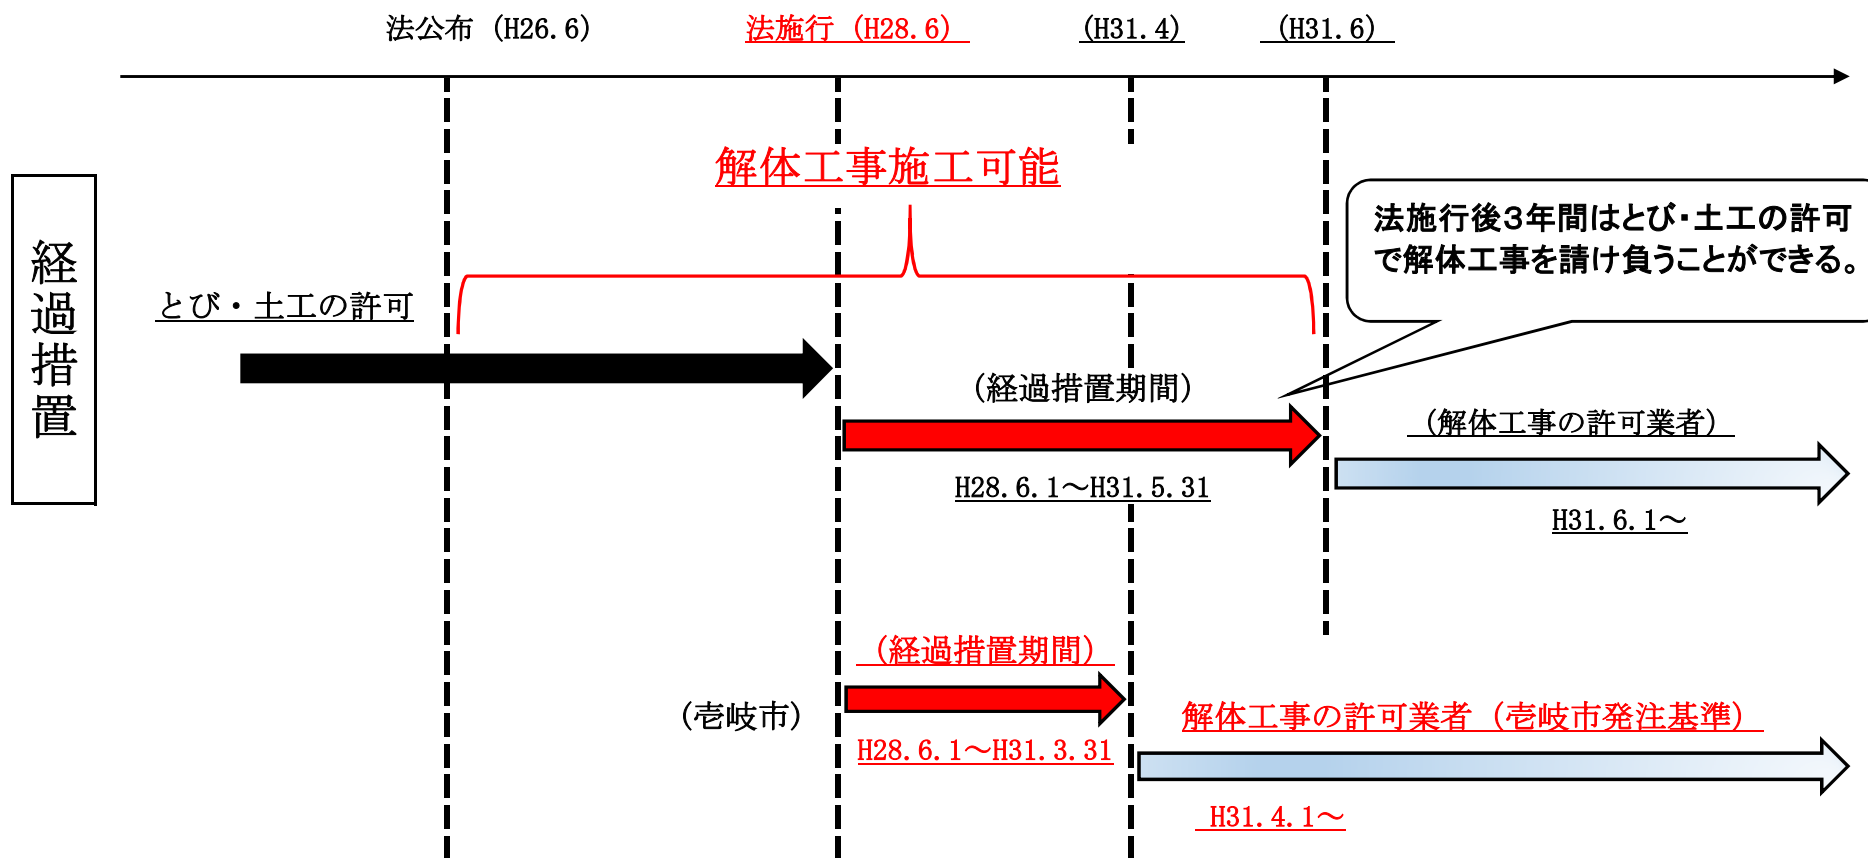 法公布（H26.6）
法施行（H28.6）
（H31.4）
（H31.6）
解体工事施工可能
経過措置
法施行後３年間はとび・土工の許可
で解体工事を請け負うことができる。
とび・土工の許可
（経過措置期間）
（解体工事の許可業者）
H28.6.1～H31.5.31
H31.6.1～
（経過措置期間）
（壱岐市）
解体工事の許可業者（壱岐市発注基準）
H28.6.1～H31.3.31
H31.4.1～